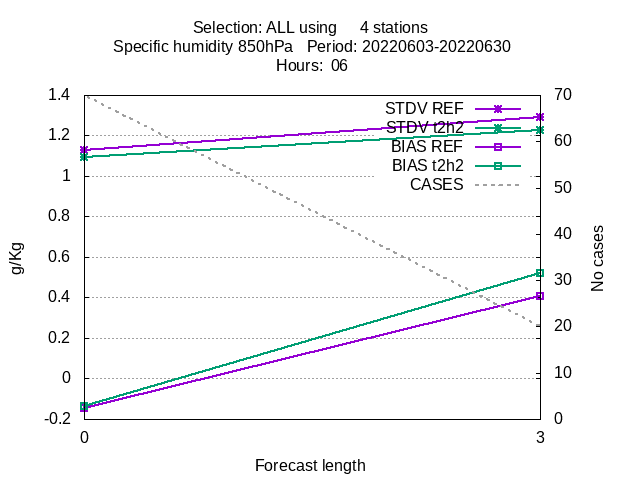 Selection: ALL using 4 stations
Specific humidity 850hPa Period: 20220603-20220630
Hours: 06
1.4
1.2
1
0.8
0.6
0.4
0.2
0
-0.2
g/Kg
STDV REF
STDV t2h2
BIAS REF
BIAS t2h2
CASES
70
60
50
40
30
20
10
0
No cases
0 3
Forecast length